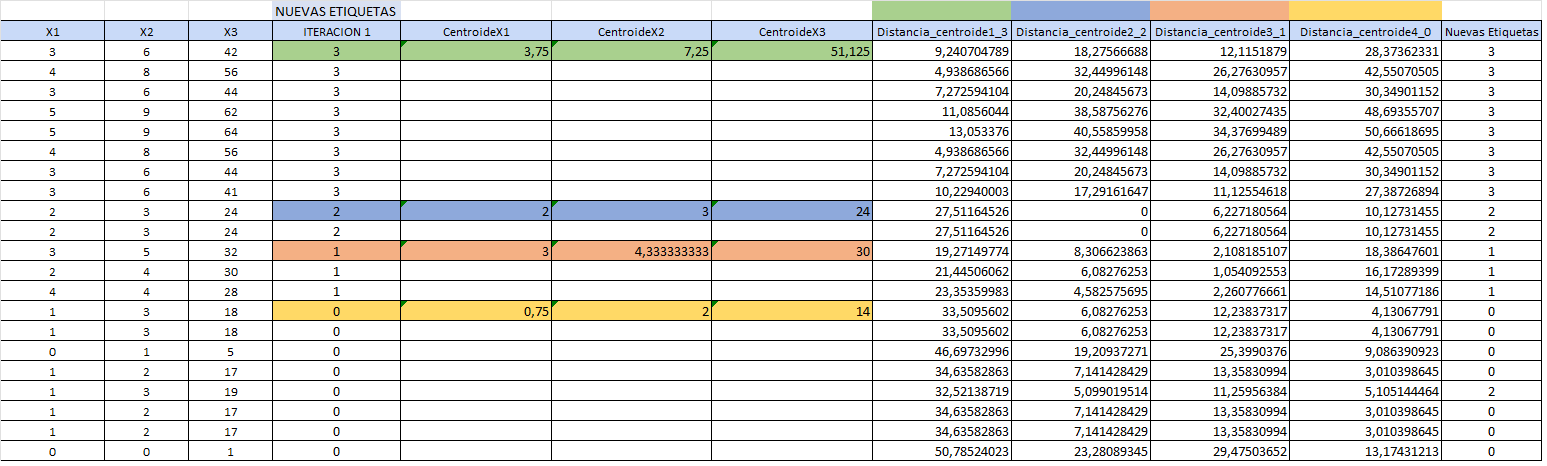 NUEVAS ETIQUETAS
X1 X2 X3 ITERACION 1 CentroideX1 CentroideX2 CentroideX3 Distancia_centroide1_3 Distancia_centroide2_2 Distancia_centroide3_1 Distancia_centroide4_0 Nuevas Etiquetas
3 6 42 3 3,75 7,25 51,125 9,240704789 18,27566688 12,1151879 28,37362331 3
4 8 56 3 4,938686566 32,44996148 26,27630957 42,55070505 3
3 6 44 3 7,272594104 20,24845673 14,09885732 30,34901152 3
5 9 62 3 11,0856044 38,58756276 32,40027435 48,69355707 3
5 9 64 3 13,053376 40,55859958 34,37699489 50,66618695 3
4 8 56 3 4,938686566 32,44996148 26,27630957 42,55070505 3
3 6 44 3 7,272594104 20,24845673 14,09885732 30,34901152 3
3 6 41 3 10,22940003 17,29161647 11,12554618 27,38726894 3
2 3 24 2 2 3 24 27,51164526 0 6,227180564 10,12731455 2
2 3 24 2 27,51164526 0 6,227180564 10,12731455 2
3 5 32 1 3 4,333333333 30 19,27149774 8,306623863 2,108185107 18,38647601 1
2 4 30 1 21,44506062 6,08276253 1,054092553 16,17289399 1
4 4 28 1 23,35359983 4,582575695 2,260776661 14,51077186 1
1 3 18 0 0,75 2 14 33,5095602 6,08276253 12,23837317 4,13067791 0
1 3 18 0 33,5095602 6,08276253 12,23837317 4,13067791 0
0 1 5 0 46,69732996 19,20937271 25,3990376 9,086390923 0
1 2 17 0 34,63582863 7,141428429 13,35830994 3,010398645 0
1 3 19 0 32,52138719 5,099019514 11,25956384 5,105144464 2
1 2 17 0 34,63582863 7,141428429 13,35830994 3,010398645 0
1 2 17 0 34,63582863 7,141428429 13,35830994 3,010398645 0
0 0 1 0 50,78524023 23,28089345 29,47503652 13,17431213 0